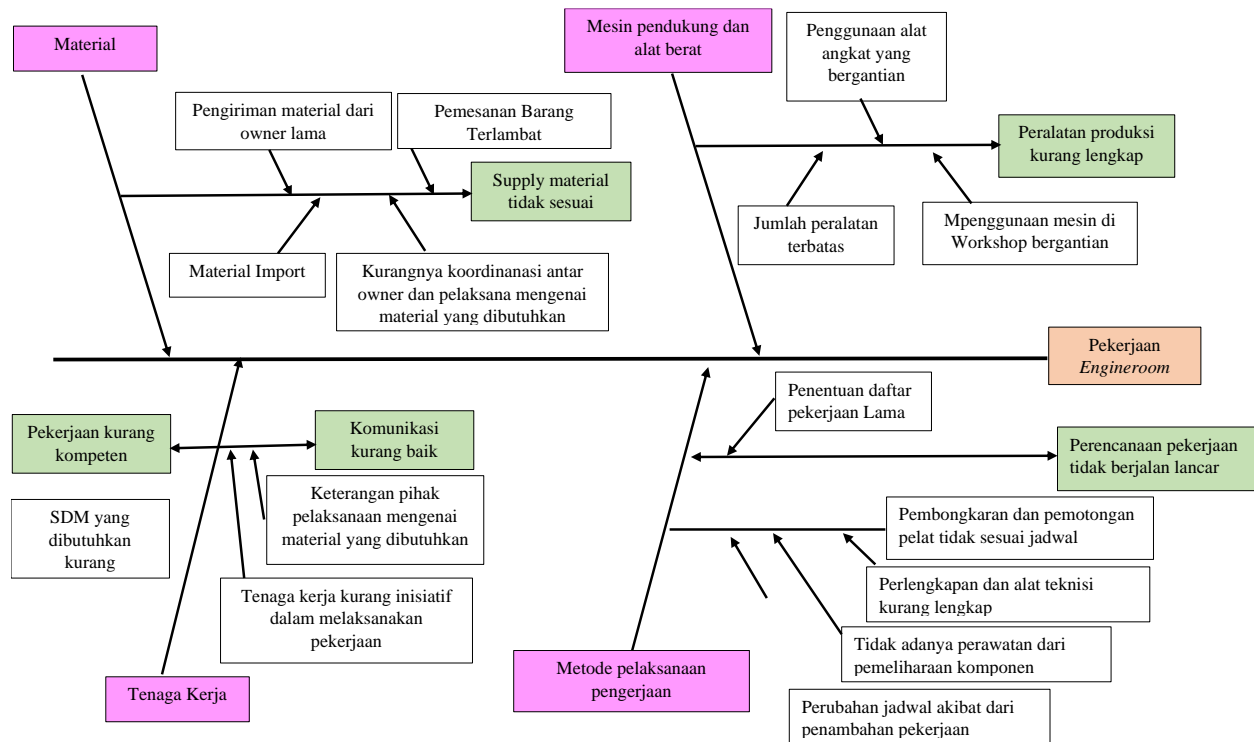 Material
Mesin pendukung dan
alat berat
Penggunaan alat
angkat yang
bergantian
Pengiriman material dari
owner lama
Pemesanan Barang
Terlambat
Peralatan produksi
kurang lengkap
Supply material
tidak sesuai
Jumlah peralatan
terbatas
Mpenggunaan mesin di
Workshop bergantian
Material Import
Kurangnya koordinanasi antar
owner dan pelaksana mengenai
material yang dibutuhkan
Pekerjaan
Engineroom
Penentuan daftar
pekerjaan Lama
Pekerjaan kurang
kompeten
Komunikasi
kurang baik
Perencanaan pekerjaan
tidak berjalan lancar
SDM yang
dibutuhkan
kurang
Keterangan pihak
pelaksanaan mengenai
material yang dibutuhkan
Pembongkaran dan pemotongan
pelat tidak sesuai jadwal
Perlengkapan dan alat teknisi
kurang lengkap
Tenaga kerja kurang inisiatif
dalam melaksanakan
pekerjaan
Tidak adanya perawatan dari
pemeliharaan komponen
Metode pelaksanaan
pengerjaan
Tenaga Kerja
Perubahan jadwal akibat dari
penambahan pekerjaan